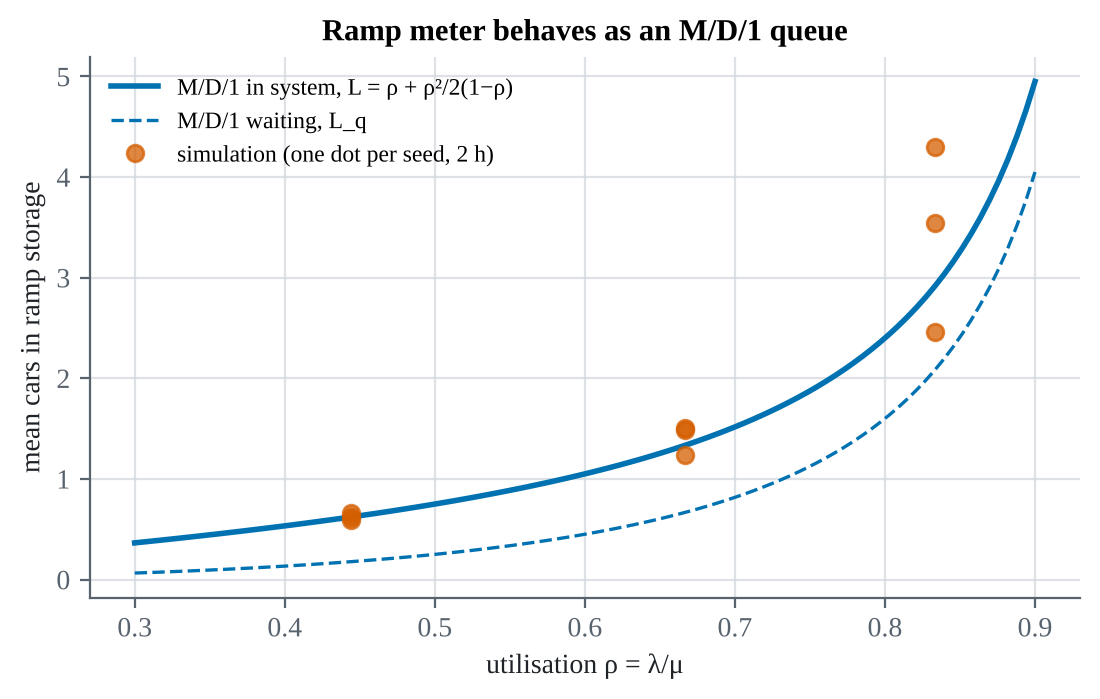 Ramp meter behaves as an M/D/1 queue
M/D/1 in system, L = ρ + ρ²/2(1−ρ)
M/D/1 waiting, L_q
simulation (one dot per seed, 2 h)
mean cars in ramp storage
5
4
3
2
1
0
0.3 0.4 0.5 0.6 0.7 0.8 0.9
utilisation ρ = λ/μ